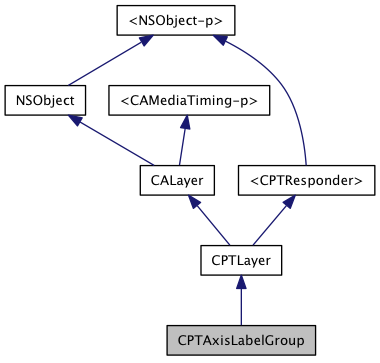 <NSObject-p>
NSObject
<CAMediaTiming-p>
CALayer
<CPTResponder>
CPTLayer
CPTAxisLabelGroup